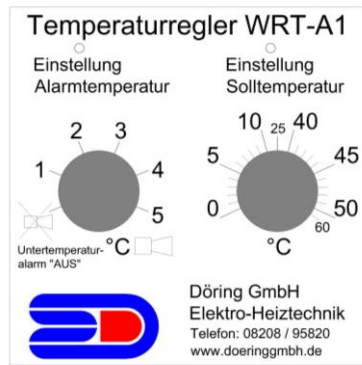 Temperaturregler WRT-A1
Einstellung
Alarmtemperatur
Einstellung
Solltemperatur
1
2
3
4
5
°C
Untertemperatur-
alarm "AUS"
0
5
10
25
40
45
50
60
°C
Döring GmbH
Elektro-Heiztechnik
Telefon: 08208 / 95820
www.doeringgmbh.de